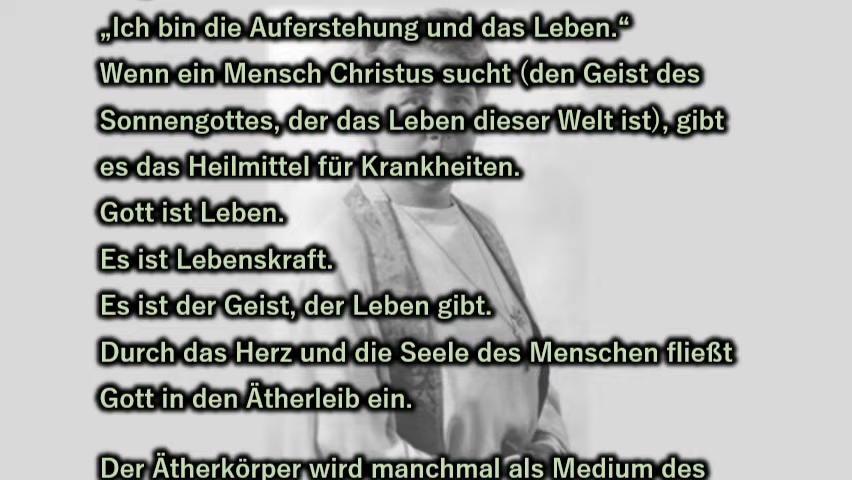 „Ich bin die Auferstehung und das Leben.“
Wenn ein Mensch Christus sucht (den Geist des
Sonnengottes, der das Leben dieser Welt ist), gibt
es das Heilmittel für Krankheiten.
Gott ist Leben.
Es ist Lebenskraft.
Es ist der Geist, der Leben gibt.
Durch das Herz und die Seele des Menschen fließt
Gott in den Ätherleib ein.
Der Ätherkörper wird manchmal als Medium des